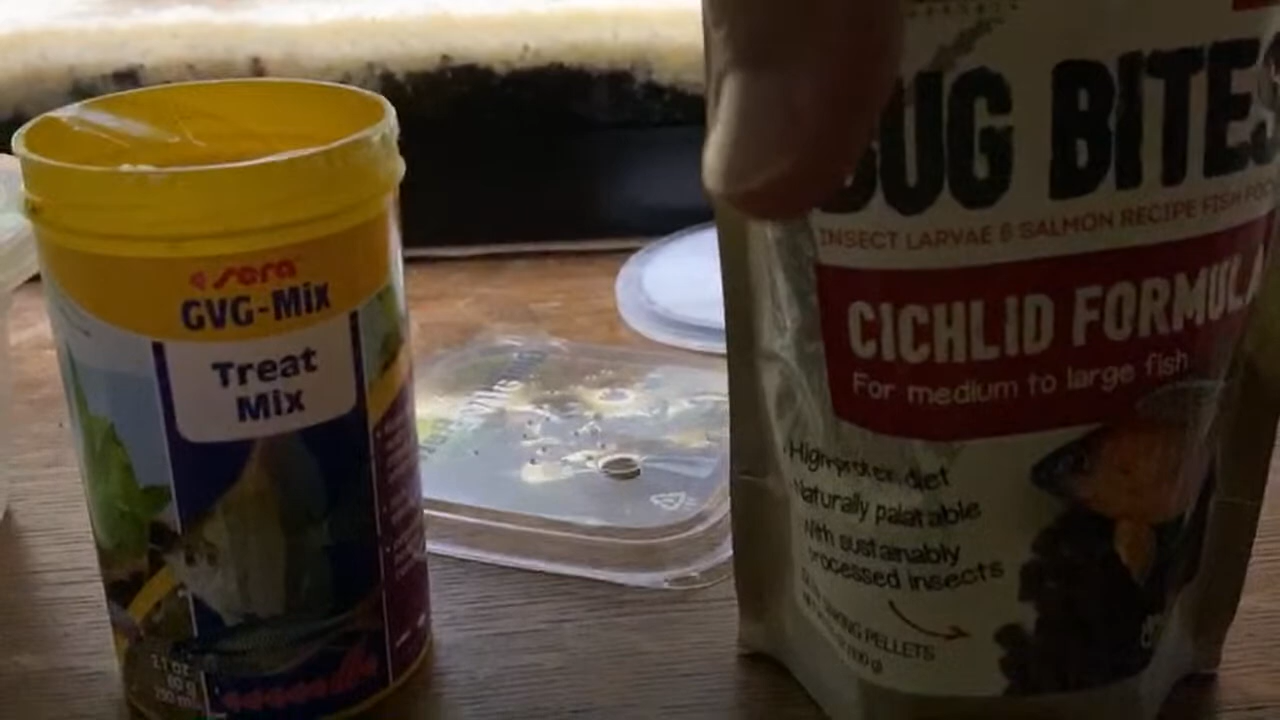 sera
GVG-Mix
Treat
Mix
BUG BITES
INSECT LARVAE & SALMON RECIPE FISH FOOD
CICHLID FORMULA
For medium to large fish
High-protein diet
Naturally palatable
With sustainably
processed insects
PELLETS